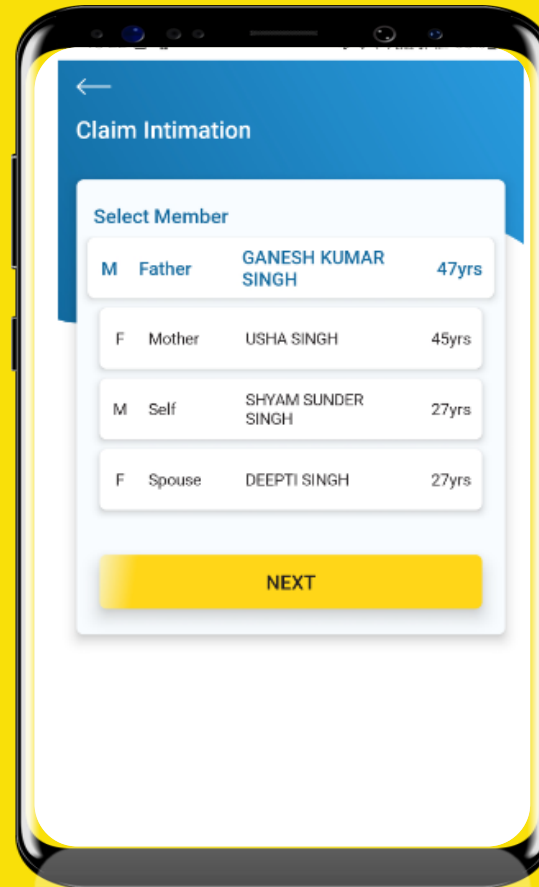 Claim Intimation
Select Member
M Father GANESH KUMAR SINGH 47yrs
F Mother USHA SINGH 45yrs
M Self SHYAM SUNDER SINGH 27yrs
F Spouse DEEPTI SINGH 27yrs
NEXT